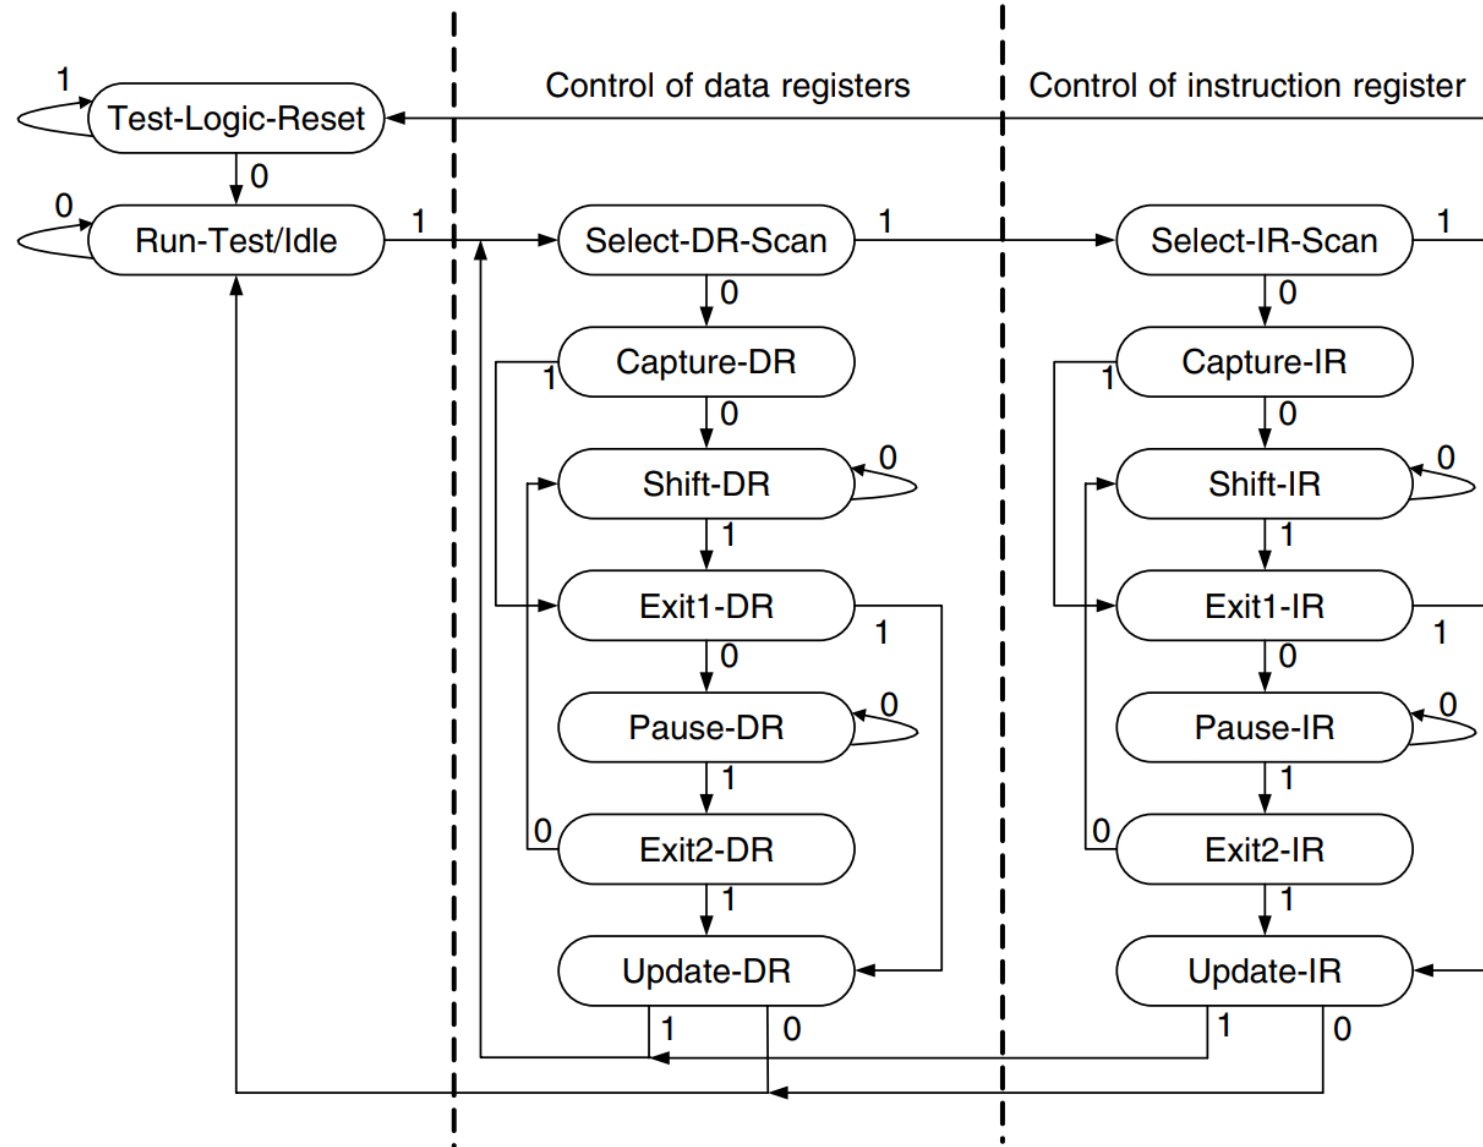 Control of data registers
Control of instruction register
1
Test-Logic-Reset
0
0
Run-Test/Idle
1
Select-DR-Scan
1
Select-IR-Scan
1
0
0
Capture-DR
1
Capture-IR
1
0
0
Shift-DR
0
Shift-IR
0
1
1
Exit1-DR
1
Exit1-IR
1
0
0
Pause-DR
0
Pause-IR
0
1
1
0
Exit2-DR
0
Exit2-IR
1
1
Update-DR
Update-IR
1
0
1
0